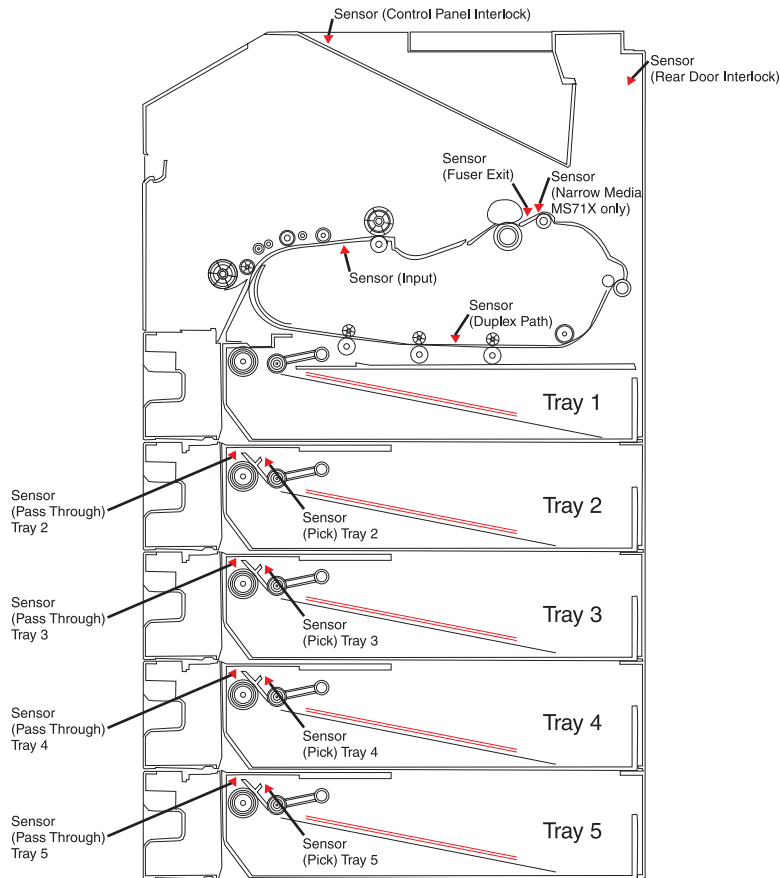 Sensor (Control Panel Interlock)
Sensor
(Rear Door Interlock)
Sensor
(Fuser Exit)
Sensor
(Narrow Media
MS71X only)
Sensor (Input)
Sensor
(Duplex Path)
Tray 1
Sensor
(Pass Through)
Tray 2
Sensor
(Pick) Tray 2
Tray 2
Sensor
(Pass Through)
Tray 3
Sensor
(Pick) Tray 3
Tray 3
Sensor
(Pass Through)
Tray 4
Sensor
(Pick) Tray 4
Tray 4
Sensor
(Pass Through)
Tray 5
Sensor
(Pick) Tray 5
Tray 5